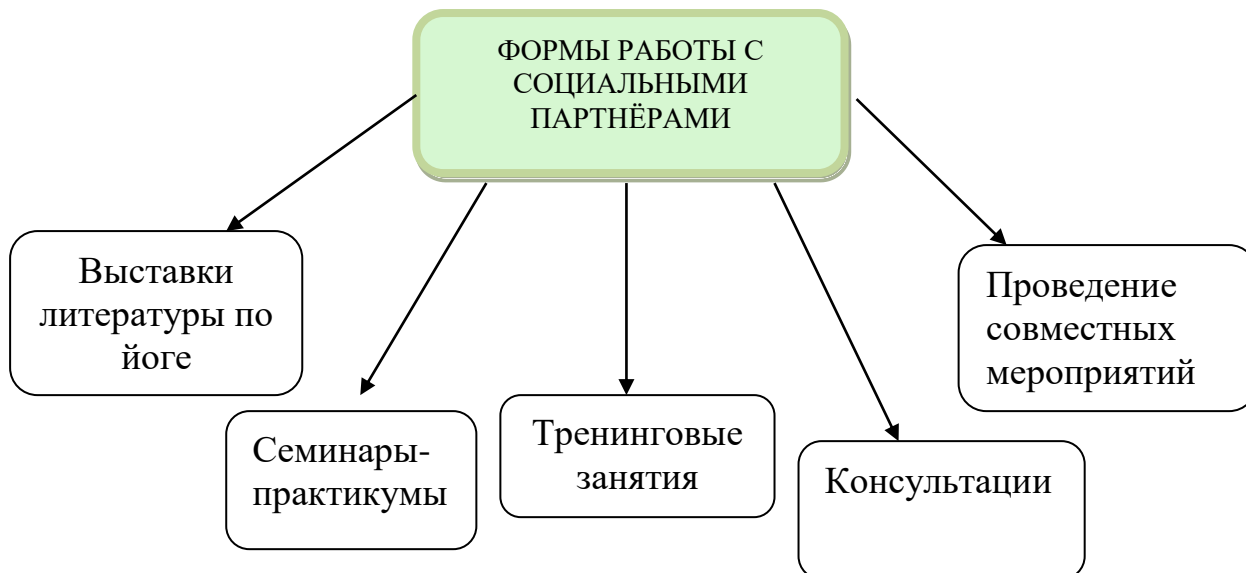 ФОРМЫ РАБОТЫ С
СОЦИАЛЬНЫМИ
ПАРТНЁРАМИ
Выставки
литературы по
йоге
Семинары-
практикумы
Тренинговые
занятия
Консультации
Проведение
совместных
мероприятий